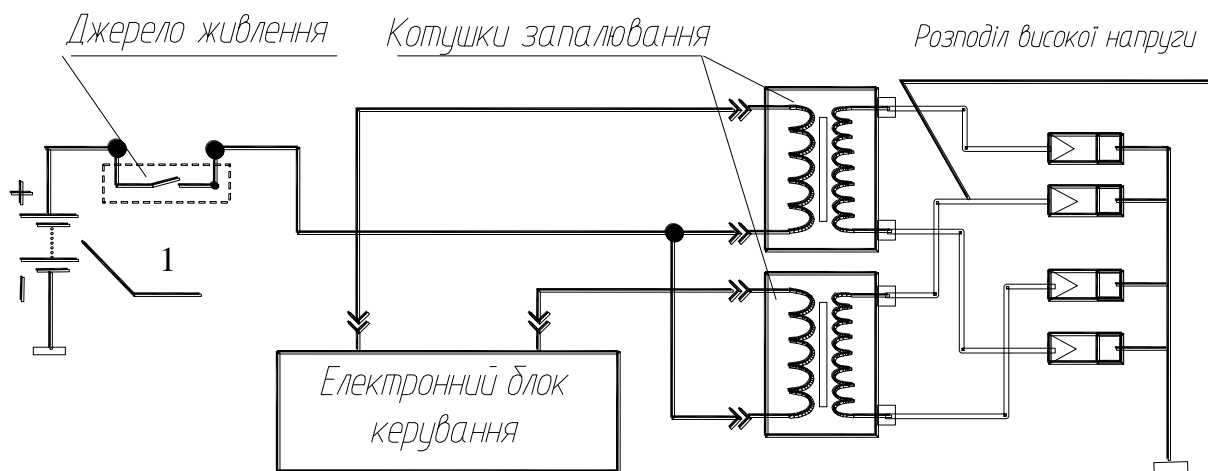 Джерело живлення
Котушки запалювання
Розподіл високої напруги
+
1
–
Електронний блок
керування